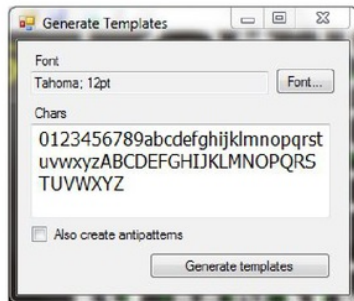 Generate Templates
Font
Tahoma; 12pt
Font...
Chars
0123456789abcdefghijklmnopqrst
uvwxyzABCDEFGHIJKLMNOPQRS
TUVWXYZ
Also create antipatterns
Generate templates